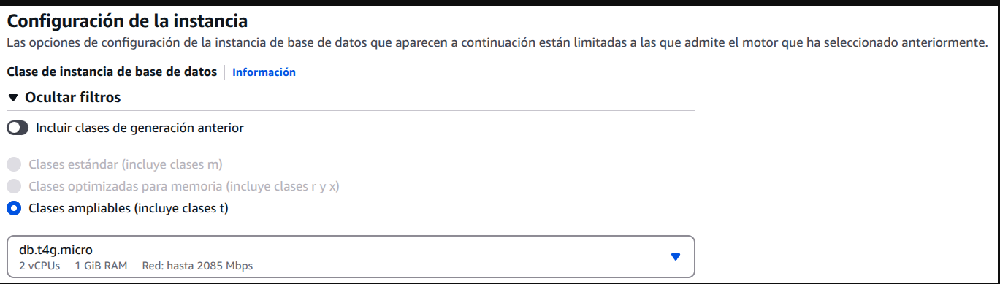 Configuración de la instancia
Las opciones de configuración de la instancia de base de datos que aparecen a continuación están limitadas a las que admite el motor que ha seleccionado anteriormente.
Clase de instancia de base de datos Información
Ocultar filtros
Incluir clases de generación anterior
Clases estándar (incluye clases m)
Clases optimizadas para memoria (incluye clases r y x)
Clases ampliables (incluye clases t)
db.t4g.micro
2 vCPUs 1 GiB RAM Red: hasta 2085 Mbps